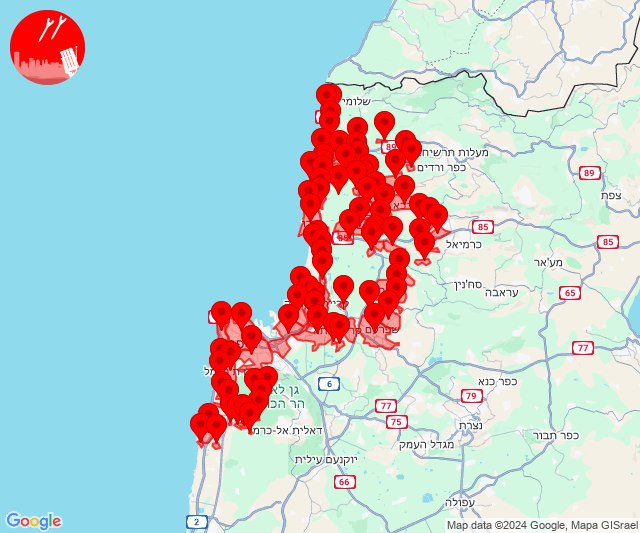 שלומי
89
מעלות תרשיחא
כפר ורדים
89
צפת
85
כרמיאל
85
מע'אר
סח'נין
עראבה
65
שפרעם
77
6
כפר כנא
79
77
נצרת
75
דאלית אל-כרמל
מגדל העמק
כפר תבור
יוקנעם עילית
66
עפולה
2
Google
Map data ©2024 Google, Mapa GISrael